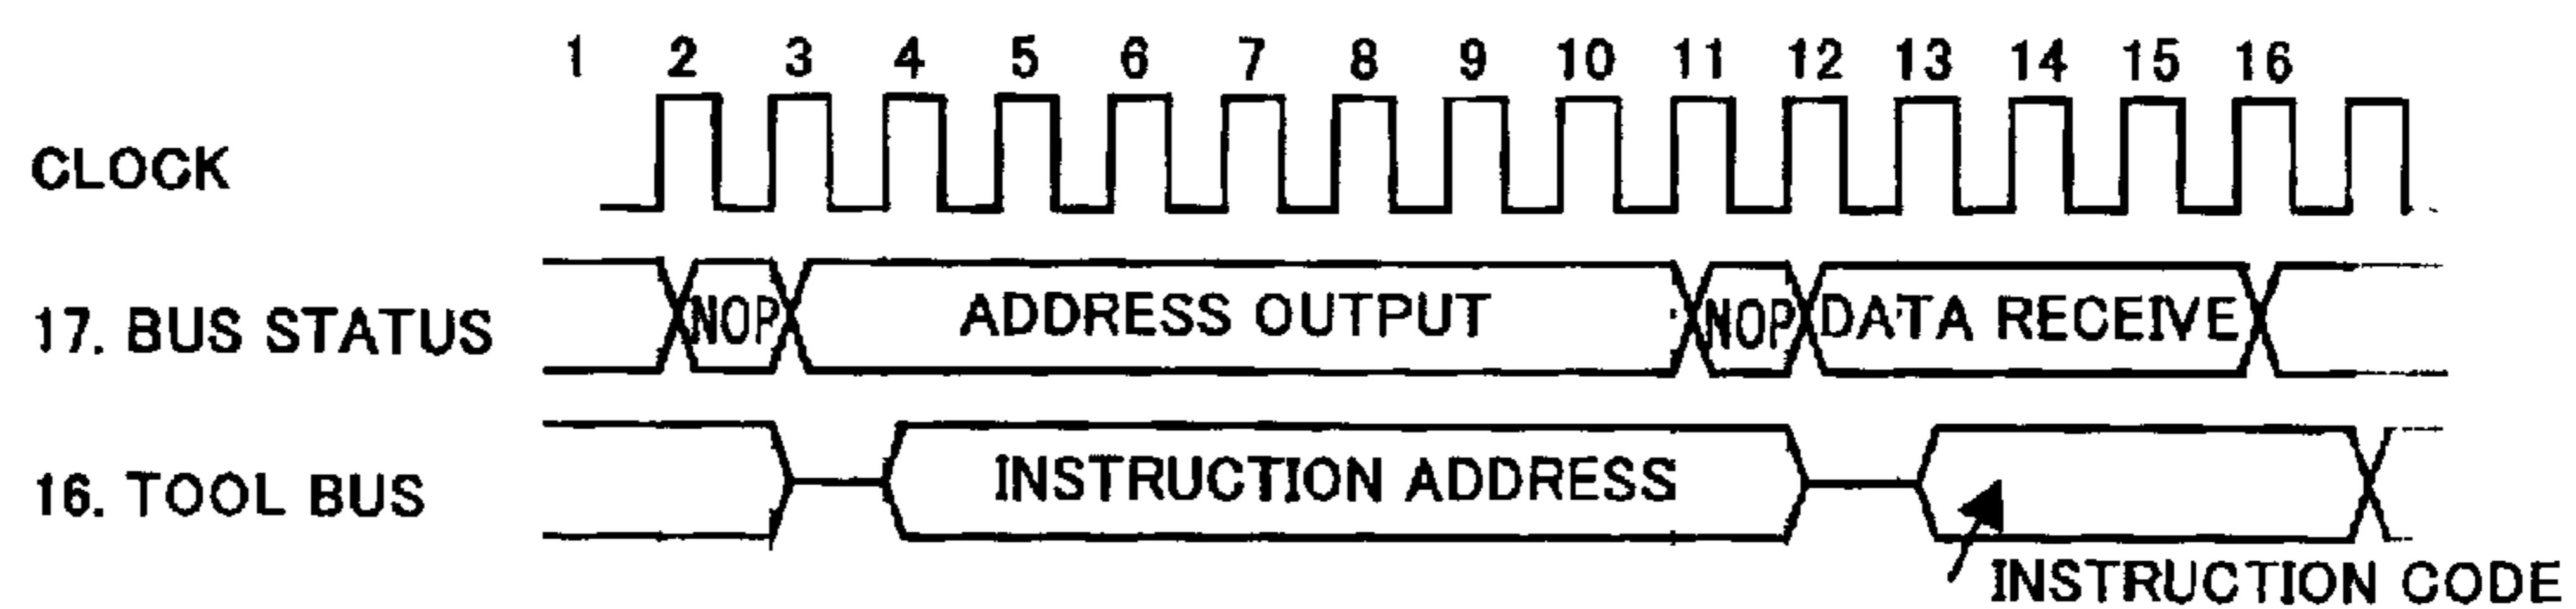 1 2 3 4 5 6 7 8 9 10 11 12 13 14 15 16
CLOCK
17. BUS STATUS NOP ADDRESS OUTPUT NOP DATA RECEIVE
16. TOOL BUS INSTRUCTION ADDRESS
INSTRUCTION CODE